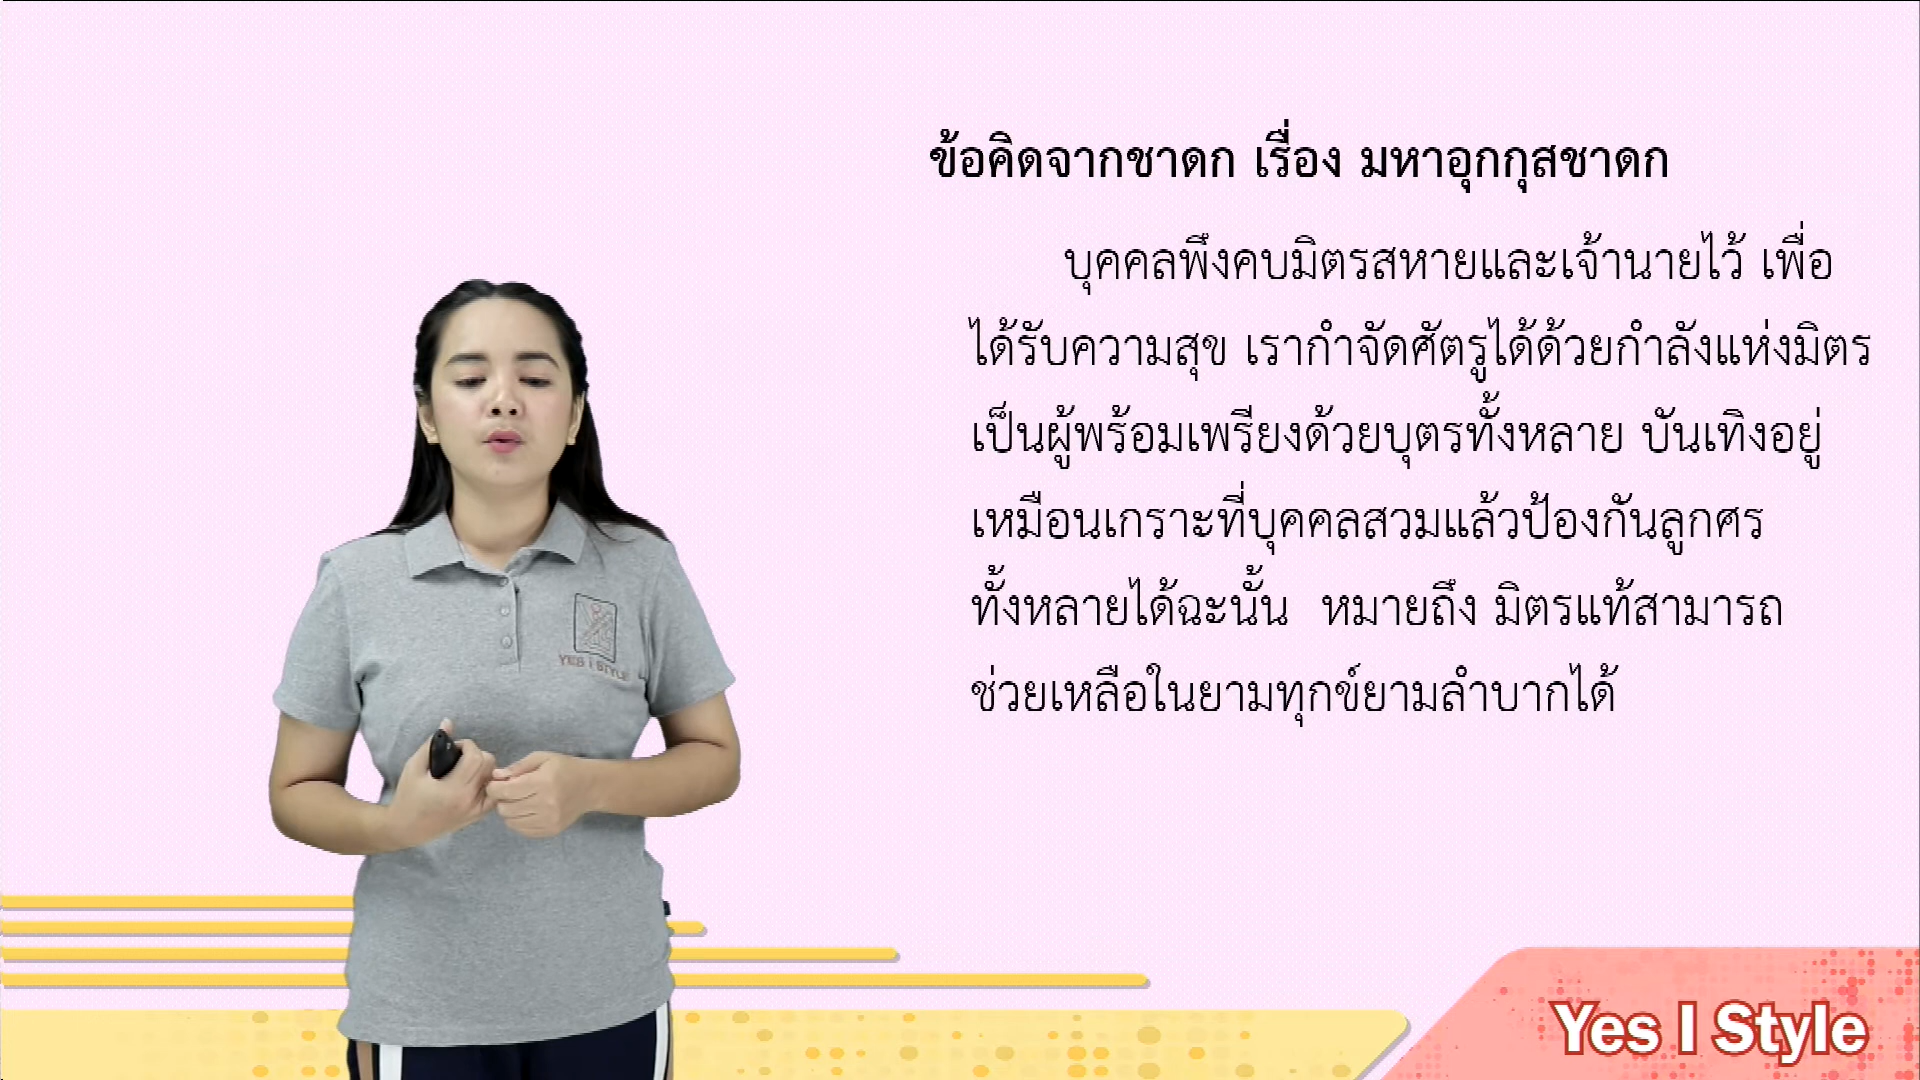 ข้อคิดจากชาดก เรื่อง มหาอุกกุสชาดก
บุคคลพึงคบมิตรสหายและเจ้านายไว้ เพื่อ
ได้รับความสุข เรากำจัดศัตรูได้ด้วยกำลังแห่งมิตร
เป็นผู้พร้อมเพรียงด้วยบุตรทั้งหลาย บันเทิงอยู่
เหมือนเกราะที่บุคคลสวมแล้วป้องกันลูกศร
ทั้งหลายได้ฉะนั้น หมายถึง มิตรแท้สามารถ
ช่วยเหลือในยามทุกข์ยามลำบากได้
YES I STYLE
Yes I Style